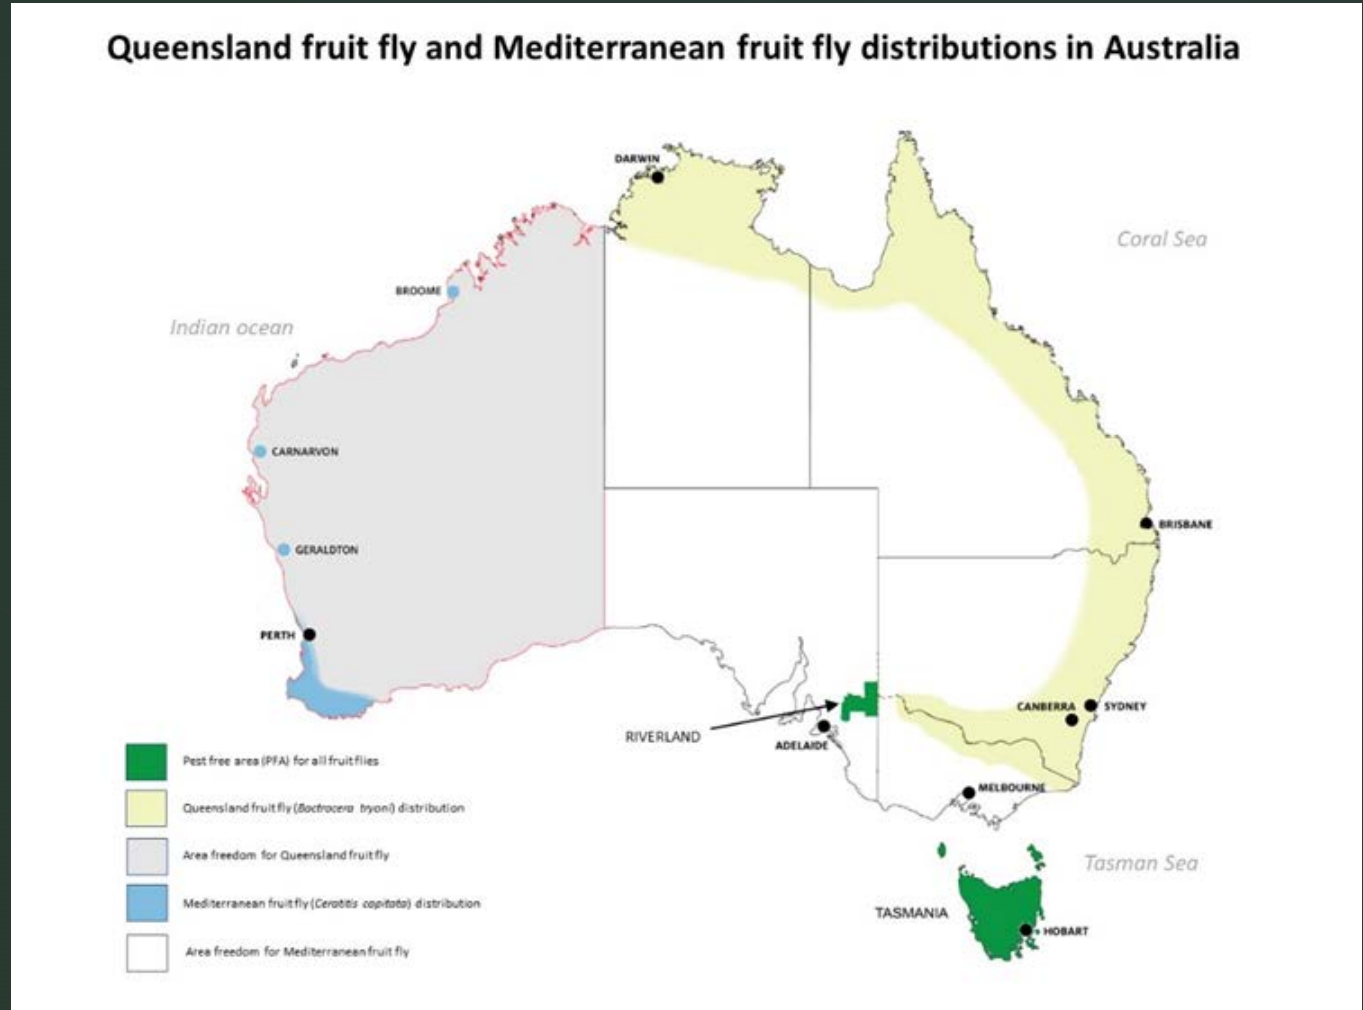 Queensland fruit fly and Mediterranean fruit fly distributions in Australia
DARWIN
Coral Sea
BROOME
Indian ocean
CARNARVON
BRISBANE
GERALDTON
PERTH
CANBERRA
SYDNEY
RIVERLAND
ADELAIDE
MELBOURNE
Pest free area (PFA) for all fruit flies
Queensland fruit fly (Bactrocera tryoni) distribution
Area freedom for Queensland fruit fly
Tasman Sea
Mediterranean fruit fly (Ceratitis capitata) distribution
TASMANIA
HOBART
Area freedom for Mediterranean fruit fly